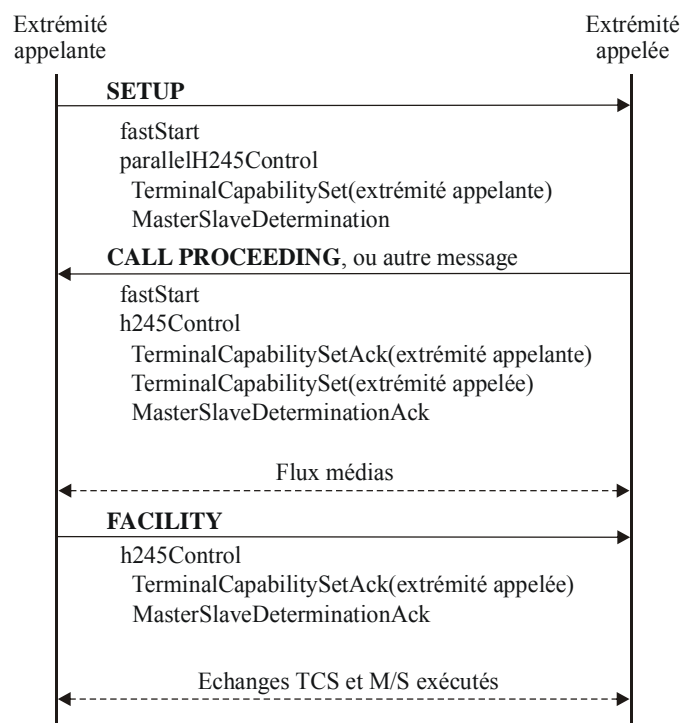 Extrémité
appelante
Extrémité
appelée
SETUP
fastStart
parallelH245Control
TerminalCapabilitySet(extrémité appelante)
MasterSlaveDetermination
CALL PROCEEDING, ou autre message
fastStart
h245Control
TerminalCapabilitySetAck(extrémité appelante)
TerminalCapabilitySet(extrémité appelée)
MasterSlaveDeterminationAck
Flux médias
FACILITY
h245Control
TerminalCapabilitySetAck(extrémité appelée)
MasterSlaveDeterminationAck
Echanges TCS et M/S exécutés